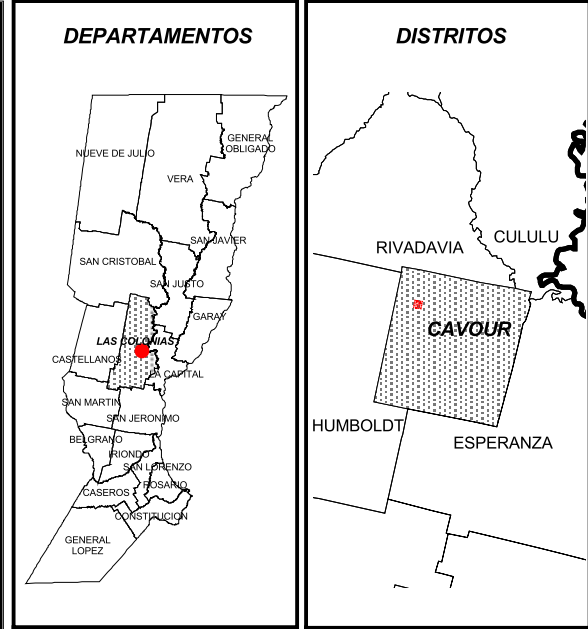 DEPARTAMENTOS
NUEVE DE JULIO
VERA
GENERAL
OBLIGADO
SAN CRISTOBAL
SAN JAVIER
SAN JUSTO
GARAY
LAS COLONIAS
CASTELLANOS
LA CAPITAL
SAN MARTIN
SAN JERONIMO
BELGRANO
IRIONDO
SAN LORENZO
CASEROS
ROSARIO
CONSTITUCION
GENERAL
LOPEZ
DISTRITOS
RIVADAVIA
CULULU
CAVOUR
HUMBOLDT
ESPERANZA